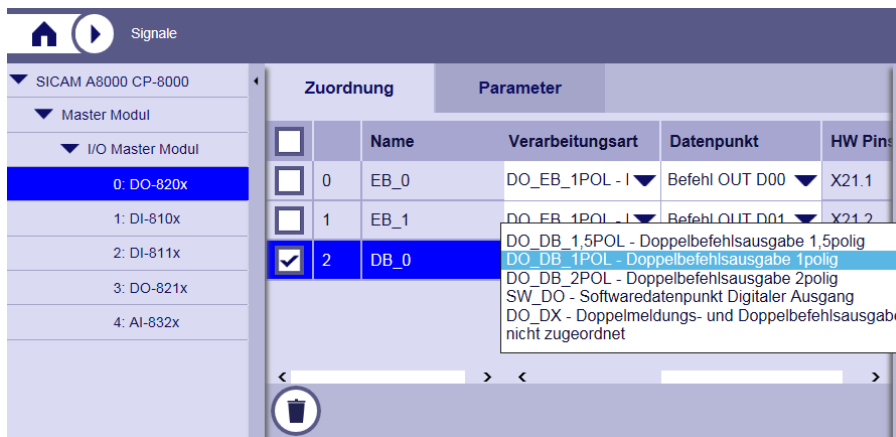 Signale
SICAM A8000 CP-8000
Master Modul
I/O Master Modul
0: DO-820x
1: DI-810x
2: DI-811x
3: DO-821x
4: AI-832x
Zuordnung Parameter
Name Verarbeitungsart Datenpunkt HW Pins
0 EB_0 DO_EB_1POL - Befehl OUT D00 X21.1
1 EB_1 DO_EB_1POL - Befehl OUT D01 X21.2
2 DB_0
DO_DB_1,5POL - Doppelbefehlsausgabe 1,5polig
DO_DB_1POL - Doppelbefehlsausgabe 1polig
DO_DB_2POL - Doppelbefehlsausgabe 2polig
SW_DO - Softwaredatenpunkt Digitaler Ausgang
DO_DX - Doppelmeldungs- und Doppelbefehlsausgabe
nicht zugeordnet